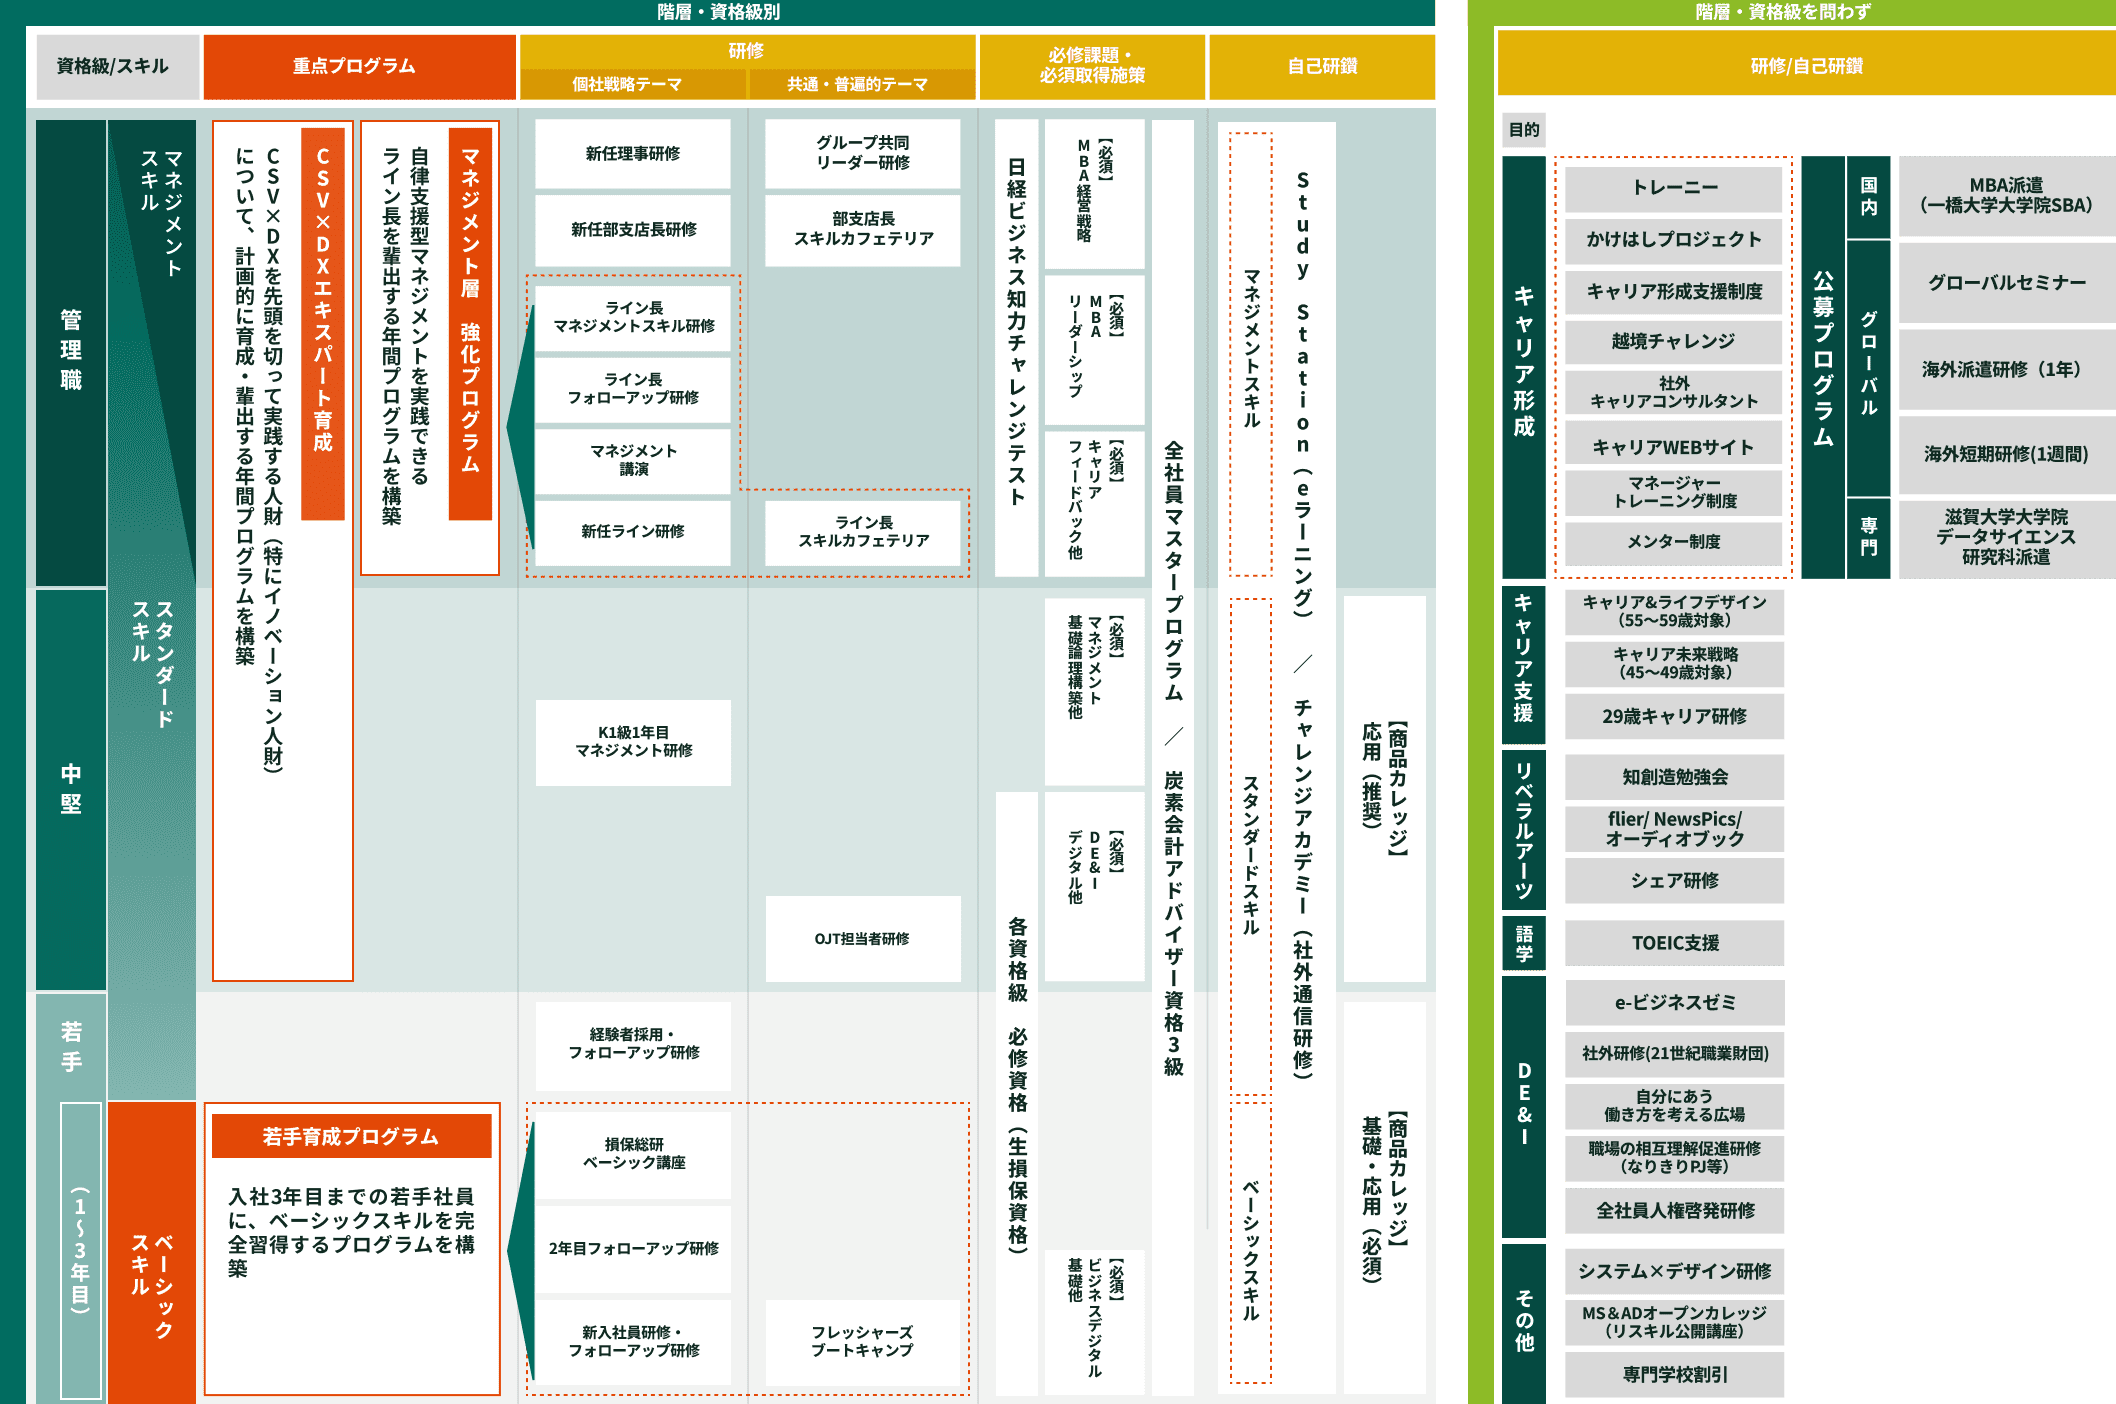 階層・資格級別
資格級/スキル
重点プログラム
研修
個社戦略テーマ
共通・普遍的テーマ
必修課題・
必須取得施策
自己研鑽
管理職
中堅
若手
（1～3年目）
マネジメント
スキル
スタンダード
スキル
ベーシック
スキル
CSV×DXエキスパート育成
CSV×DXを先頭を切って実践する人財（特にイノベーション人財）
について、計画的に育成・輩出する年間プログラムを構築
マネジメント層　強化プログラム
自律支援型マネジメントを実践できる
ライン長を輩出する年間プログラムを構築
若手育成プログラム
入社3年目までの若手社員
に、ベーシックスキルを完
全習得するプログラムを構
築
新任理事研修
新任部支店長研修
ライン長
マネジメントスキル研修
ライン長
フォローアップ研修
マネジメント
講演
新任ライン研修
K1級1年目
マネジメント研修
経験者採用・
フォローアップ研修
損保総研
ベーシック講座
2年目フォローアップ研修
新入社員研修・
フォローアップ研修
グループ共同
リーダー研修
部支店長
スキルカフェテリア
ライン長
スキルカフェテリア
OJT担当者研修
フレッシャーズ
ブートキャンプ
日経ビジネス知力チャレンジテスト
各資格級　必修資格（生損保資格）
【必須】
MBA経営戦略
【必須】
MBA
リーダーシップ
【必須】
キャリア
フィードバック他
【必須】
マネジメント
基礎論理構築他
【必須】
DE&I
デジタル他
【必須】
ビジネスデジタル
基礎他
全社員マスタープログラム　／　炭素会計アドバイザー資格3級
マネジメントスキル
スタンダードスキル
ベーシックスキル
Study Station（eラーニング）　／　チャレンジアカデミー（社外通信研修）
【商品カレッジ】
応用（推奨）
【商品カレッジ】
基礎・応用（必須）
階層・資格級を問わず
研修/自己研鑽
目的
キャリア形成
トレーニー
かけはしプロジェクト
キャリア形成支援制度
越境チャレンジ
社外
キャリアコンサルタント
キャリアWEBサイト
マネージャー
トレーニング制度
メンター制度
公募プログラム
国内
MBA派遣
（一橋大学大学院SBA）
グローバル
グローバルセミナー
海外派遣研修（1年）
海外短期研修(1週間)
専門
滋賀大学大学院
データサイエンス
研究科派遣
キャリア支援
キャリア&ライフデザイン
（55～59歳対象）
キャリア未来戦略
（45～49歳対象）
29歳キャリア研修
リベラルアーツ
知創造勉強会
flier/ NewsPics/
オーディオブック
シェア研修
語学
TOEIC支援
DE&I
e-ビジネスゼミ
社外研修(21世紀職業財団)
自分にあう
働き方を考える広場
職場の相互理解促進研修
（なりきりPJ等）
全社員人権啓発研修
その他
システム×デザイン研修
MS＆ADオープンカレッジ
（リスキル公開講座）
専門学校割引